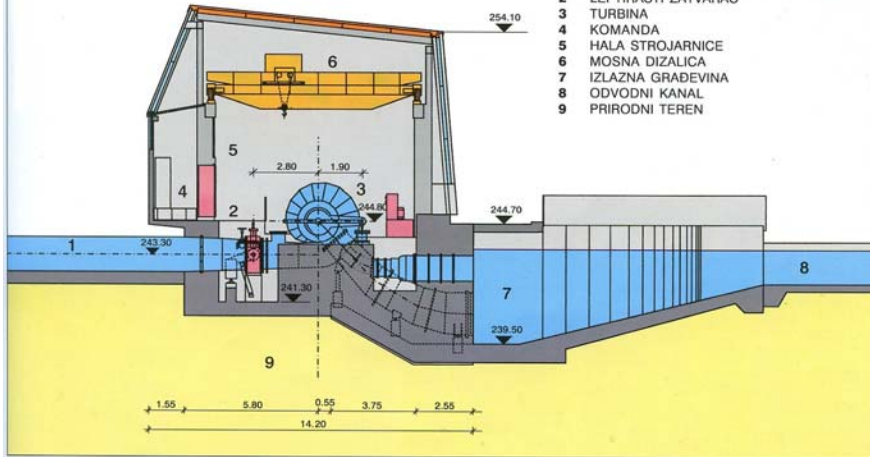 254.10
3 TURBINA
4 KOMANDA
5 HALA STROJARNICE
6 MOSNA DIZALICA
7 IZLAZNA GRAĐEVINA
8 ODVODNI KANAL
9 PRIRODNI TEREN
6
5
2.80 1.90
4
3
2
244.80
244.70
1
243.30
8
241.30
7
239.50
9
1.55 5.80 0.55 3.75 2.55
14.20